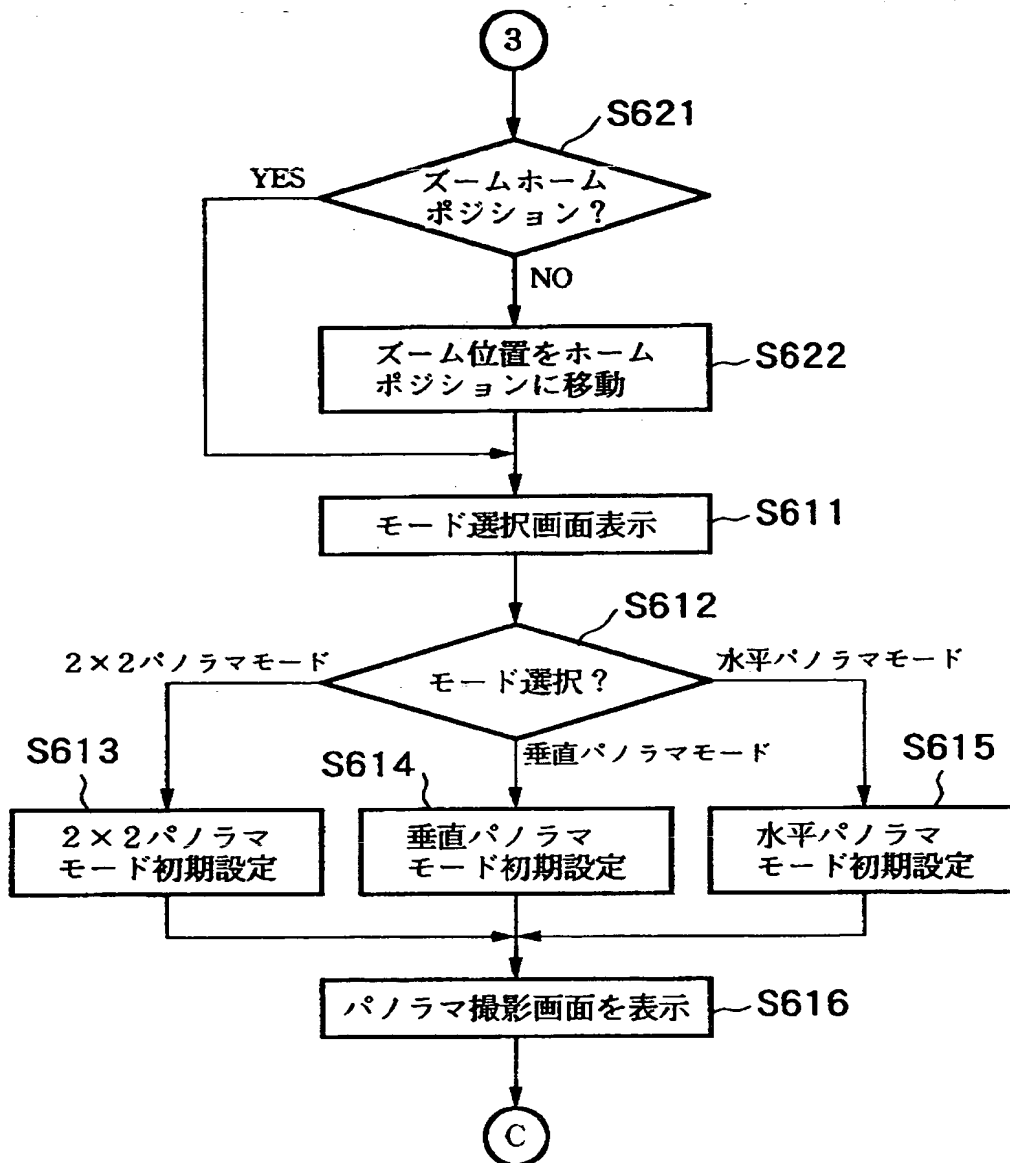 3
S621
YES
ズームホーム
ポジション？
NO
ズーム位置をホーム
ポジションに移動
S622
モード選択画面表示
S611
S612
2×2パノラマモード
モード選択？
水平パノラマモード
垂直パノラマモード
S613
S614
S615
2×2パノラマ
モード初期設定
垂直パノラマ
モード初期設定
水平パノラマ
モード初期設定
パノラマ撮影画面を表示
S616
C